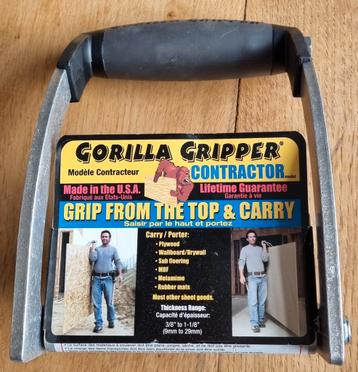 GORILLA GRIPPER®
Modèle Contracteur
CONTRACTOR model
Made in the U.S.A.
Fabriqué aux Etats-Unis
Lifetime Guarantee
Garantie à vie
GRIP FROM THE TOP & CARRY
Saisir par le haut et portez
Carry / Porter:
• Plywood
• Wallboard/Drywall
• Sub flooring
• MDF
• Melamine
• Rubber mats
Most other sheet goods.
Thickness Range:
Capacité d'épaisseur:
3/8" to 1-1/8"
(9mm to 29mm)